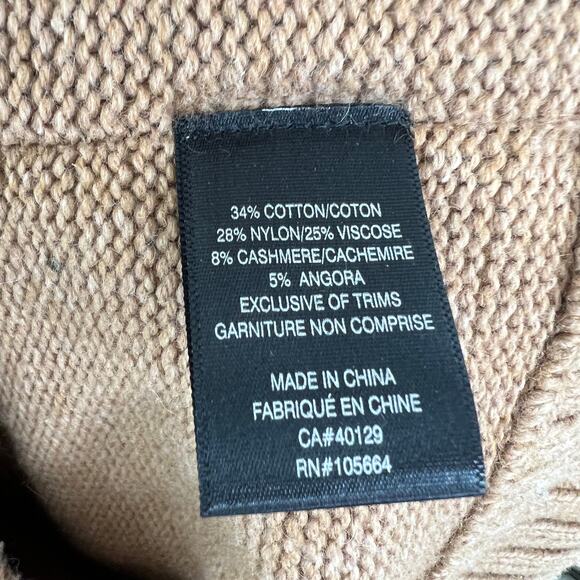 34% COTTON/COTON
28% NYLON/25% VISCOSE
8% CASHMERE/CACHEMIRE
5% ANGORA
EXCLUSIVE OF TRIMS
GARNITURE NON COMPRISE
MADE IN CHINA
FABRIQUÉ EN CHINE
CA#40129
RN#105664